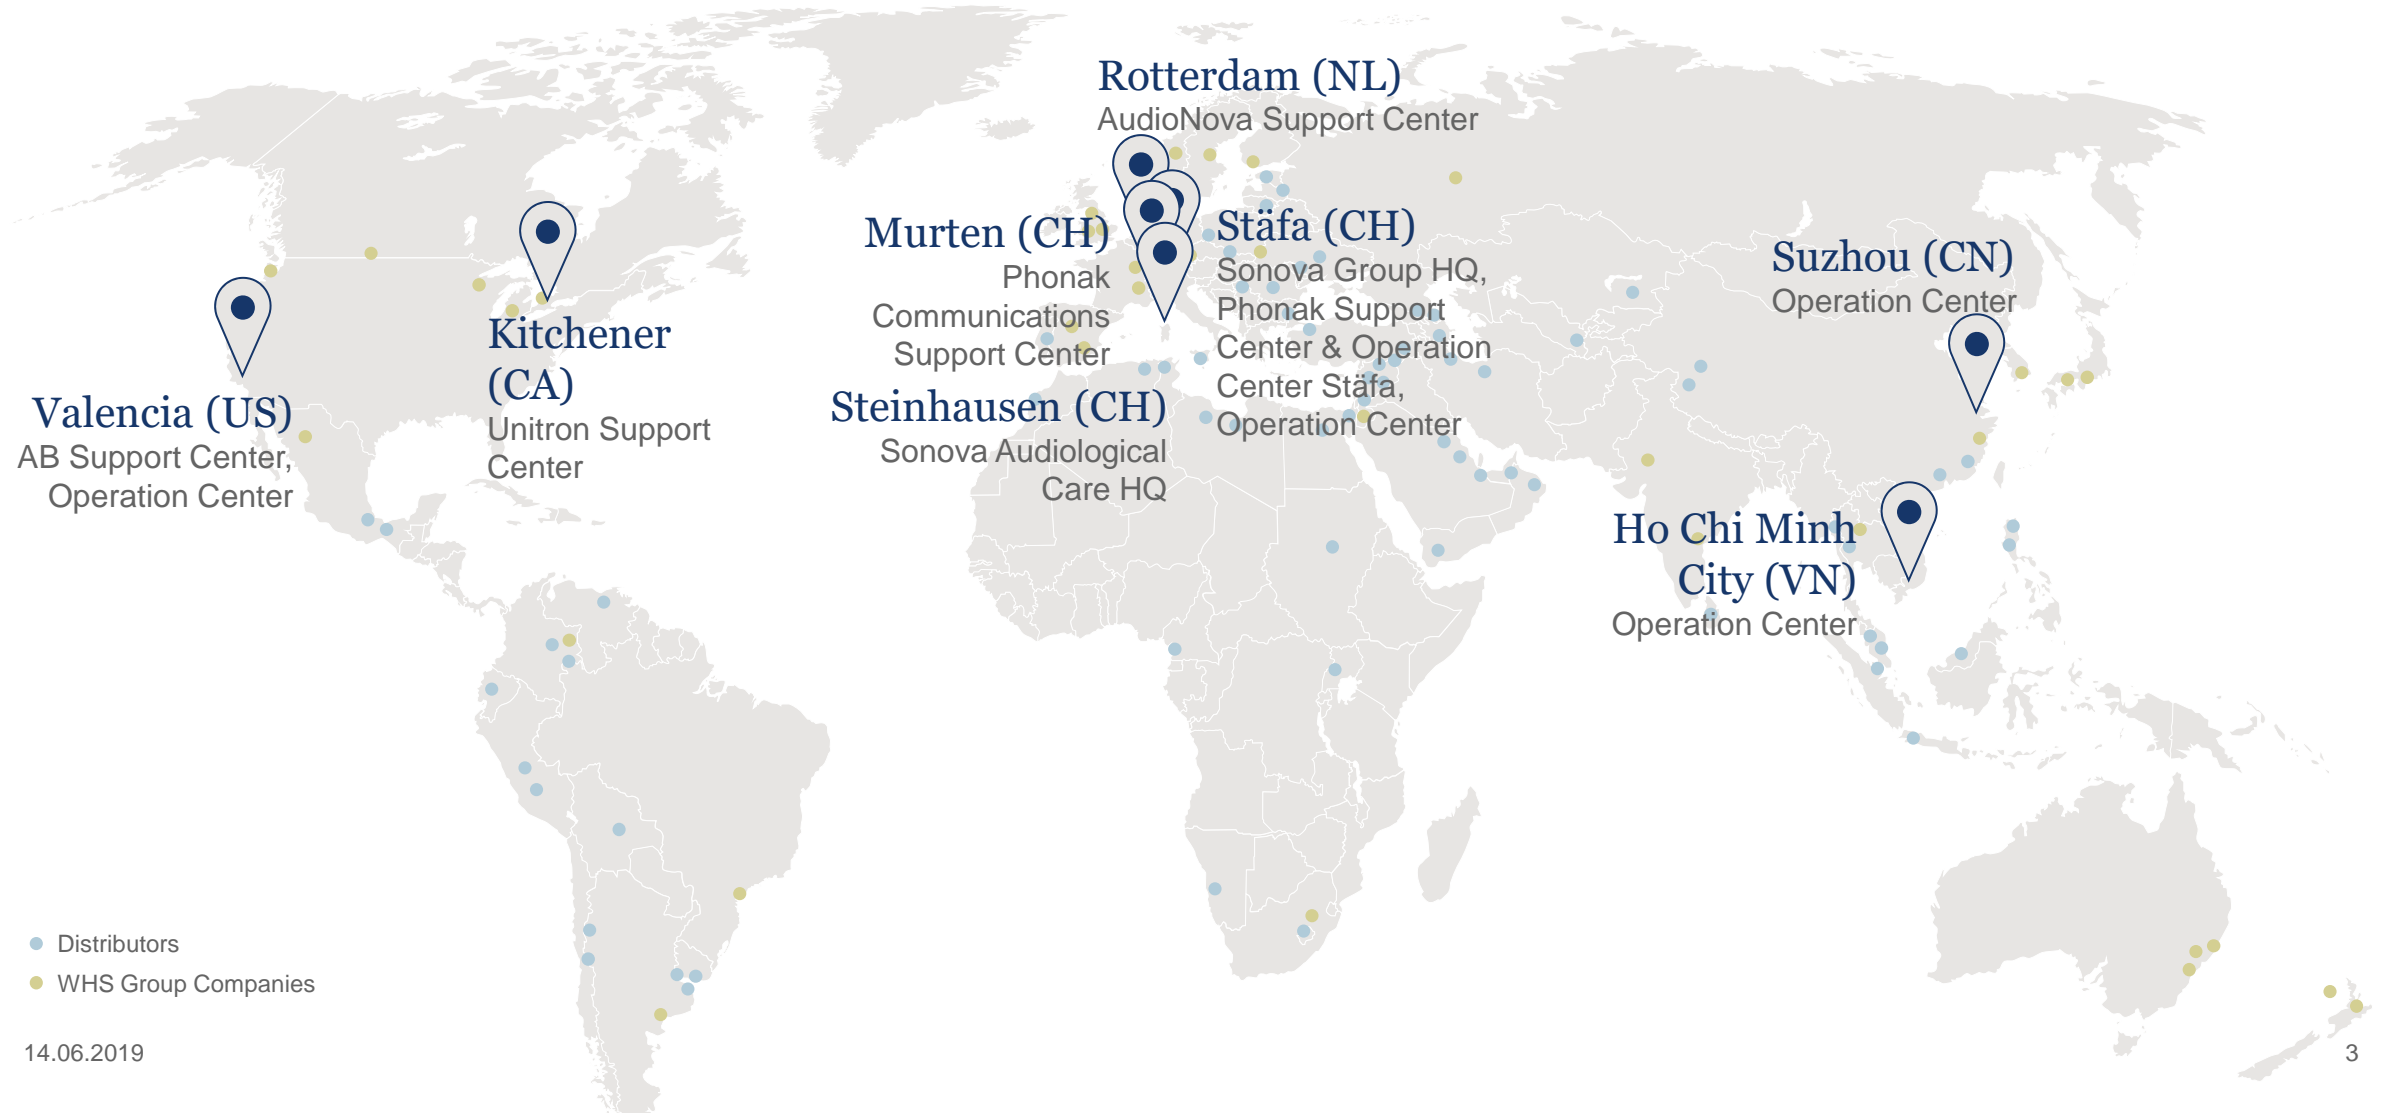 Rotterdam (NL)
AudioNova Support Center
Murten (CH)
Phonak
Communications
Support Center
Stäfa (CH)
Sonova Group HQ,
Phonak Support
Center & Operation
Center Stäfa,
Operation Center
Suzhou (CN)
Operation Center
Kitchener
(CA)
Unitron Support
Center
Valencia (US)
AB Support Center,
Operation Center
Steinhausen (CH)
Sonova Audiological
Care HQ
Ho Chi Minh
City (VN)
Operation Center
Distributors
WHS Group Companies
14.06.2019
3